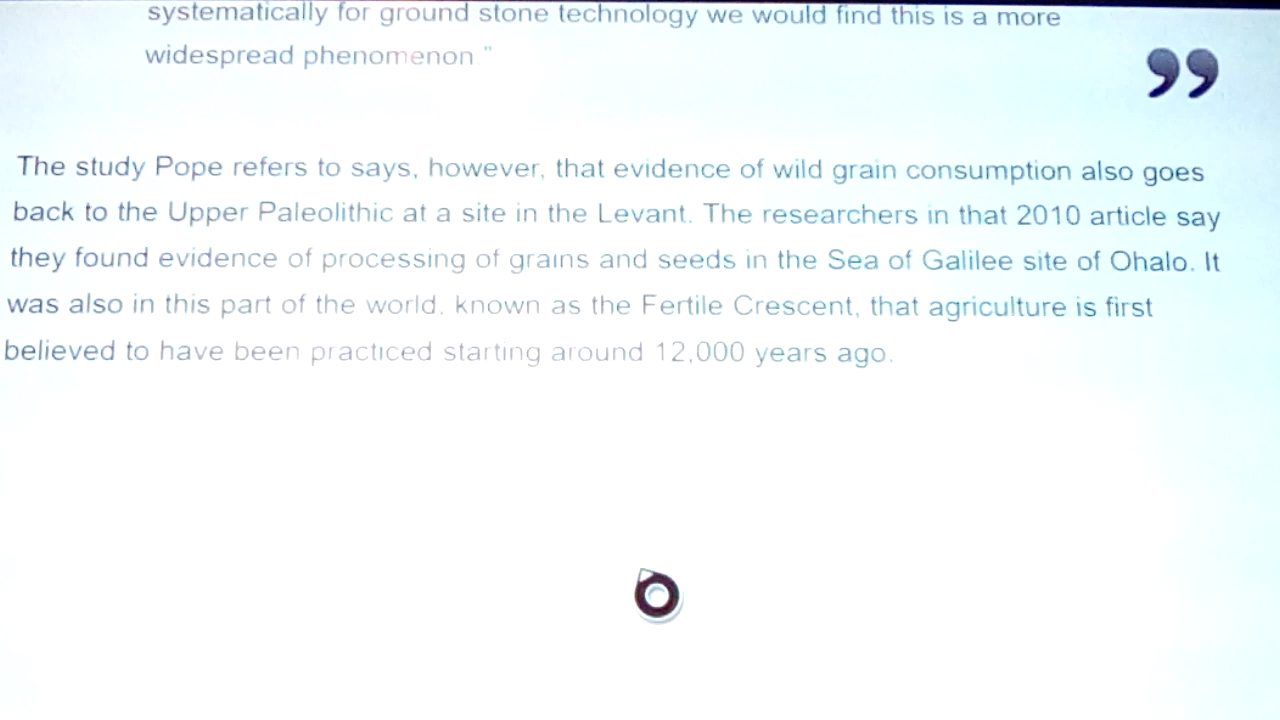 systematically for ground stone technology we would find this is a more
widespread phenomenon."
”
The study Pope refers to says, however, that evidence of wild grain consumption also goes
back to the Upper Paleolithic at a site in the Levant. The researchers in that 2010 article say
they found evidence of processing of grains and seeds in the Sea of Galilee site of Ohalo. It
was also in this part of the world, known as the Fertile Crescent, that agriculture is first
believed to have been practiced starting around 12,000 years ago.